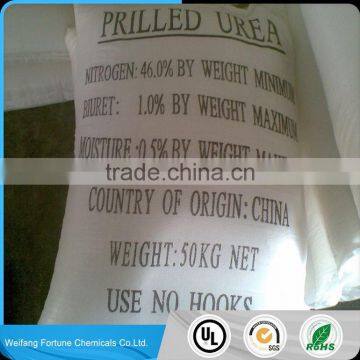 PRILLED UREA
NITROGEN: 46.0% BY WEIGHT MINIMUM
BIURET: 1.0% BY WEIGHT MAXIMUM
MOISTURE:0.5% BY WEIGHT
trade.china.cn
COUNTRY OF ORIGIN: CHINA
WEIGHT: 50KG NET
USE NO HOOKS
Weifang Fortune Chemicals Co.Ltd.
UL
FC
RoHS